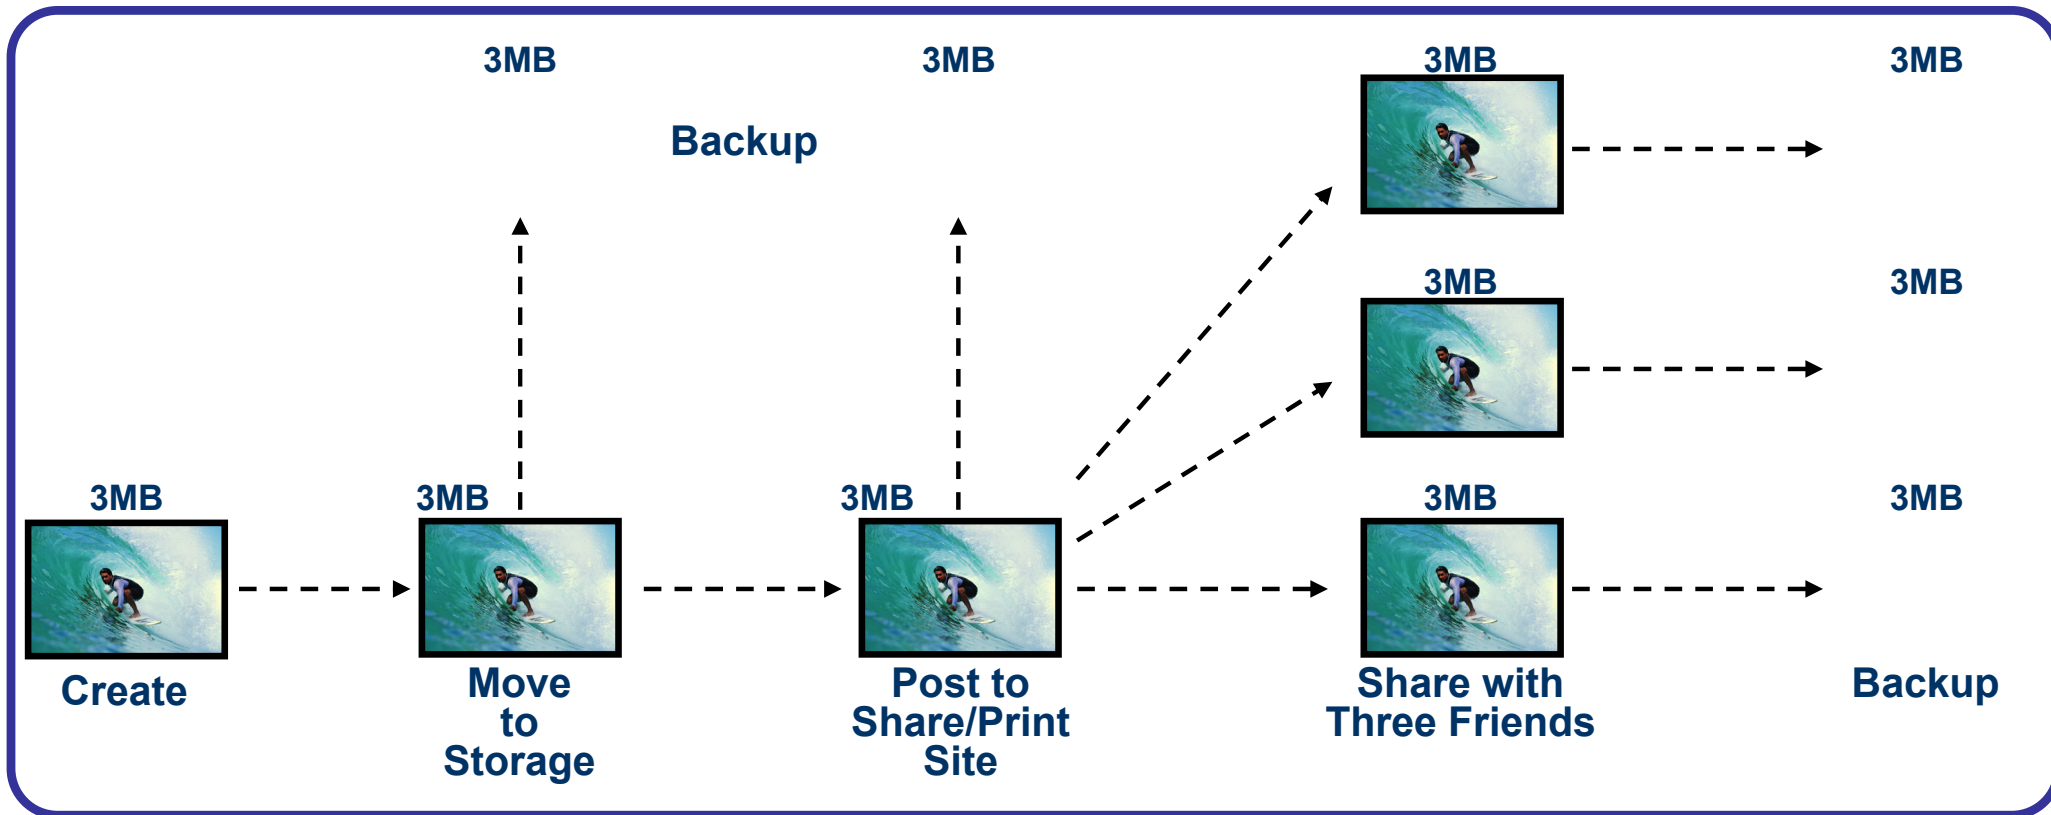 3MB
3MB
3MB
3MB
Backup
3MB
3MB
3MB
3MB
3MB
3MB
3MB
Create
Move
to
Storage
Post to
Share/Print
Site
Share with
Three Friends
Backup